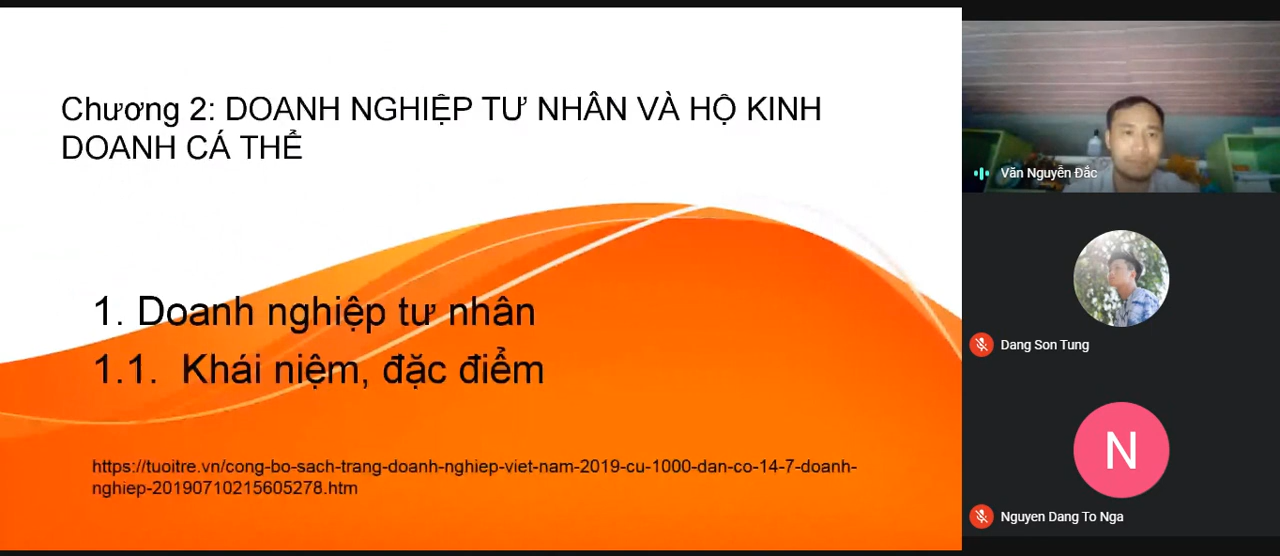 Chương 2: DOANH NGHIỆP TƯ NHÂN VÀ HỘ KINH
DOANH CÁ THỂ
1. Doanh nghiệp tư nhân
1.1. Khái niệm, đặc điểm
https://tuoitre.vn/cong-bo-sach-trang-doanh-nghiep-viet-nam-2019-cu-1000-dan-co-14-7-doanh-
nghiep-20190710215605278.htm
Văn Nguyễn Đắc
Dang Son Tung
N
Nguyen Dang To Nga